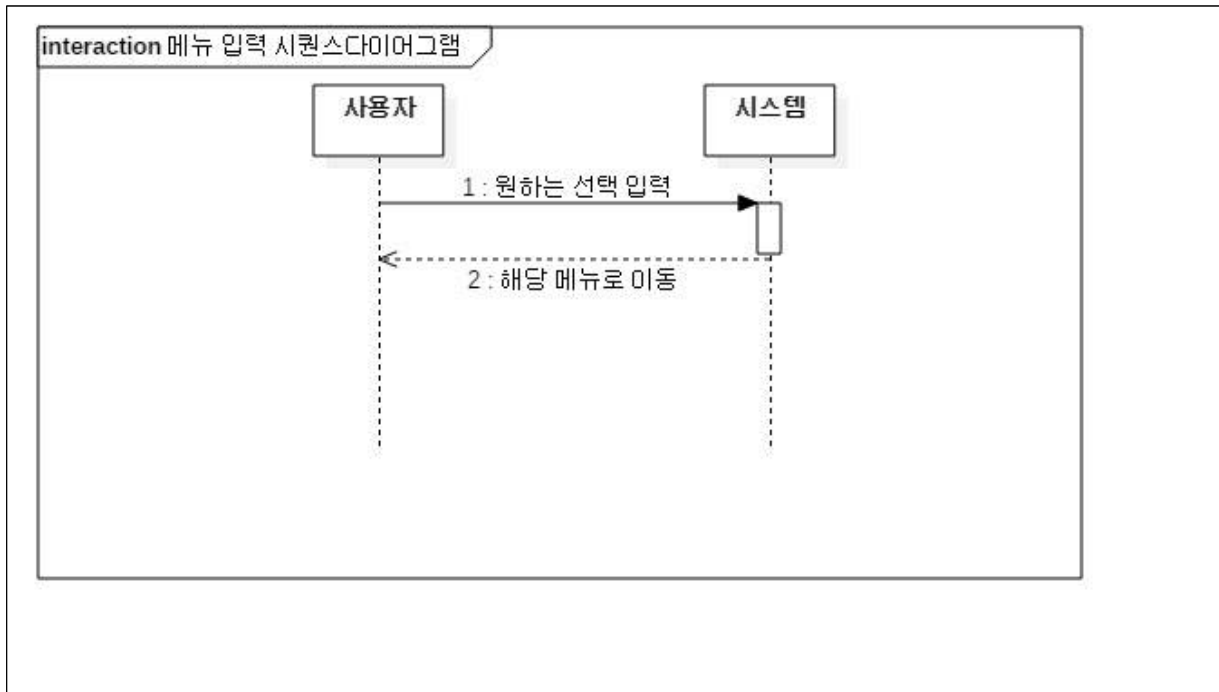 interaction 메뉴 입력 시퀀스다이어그램
사용자
시스템
1 : 원하는 선택 입력
2 : 해당 메뉴로 이동